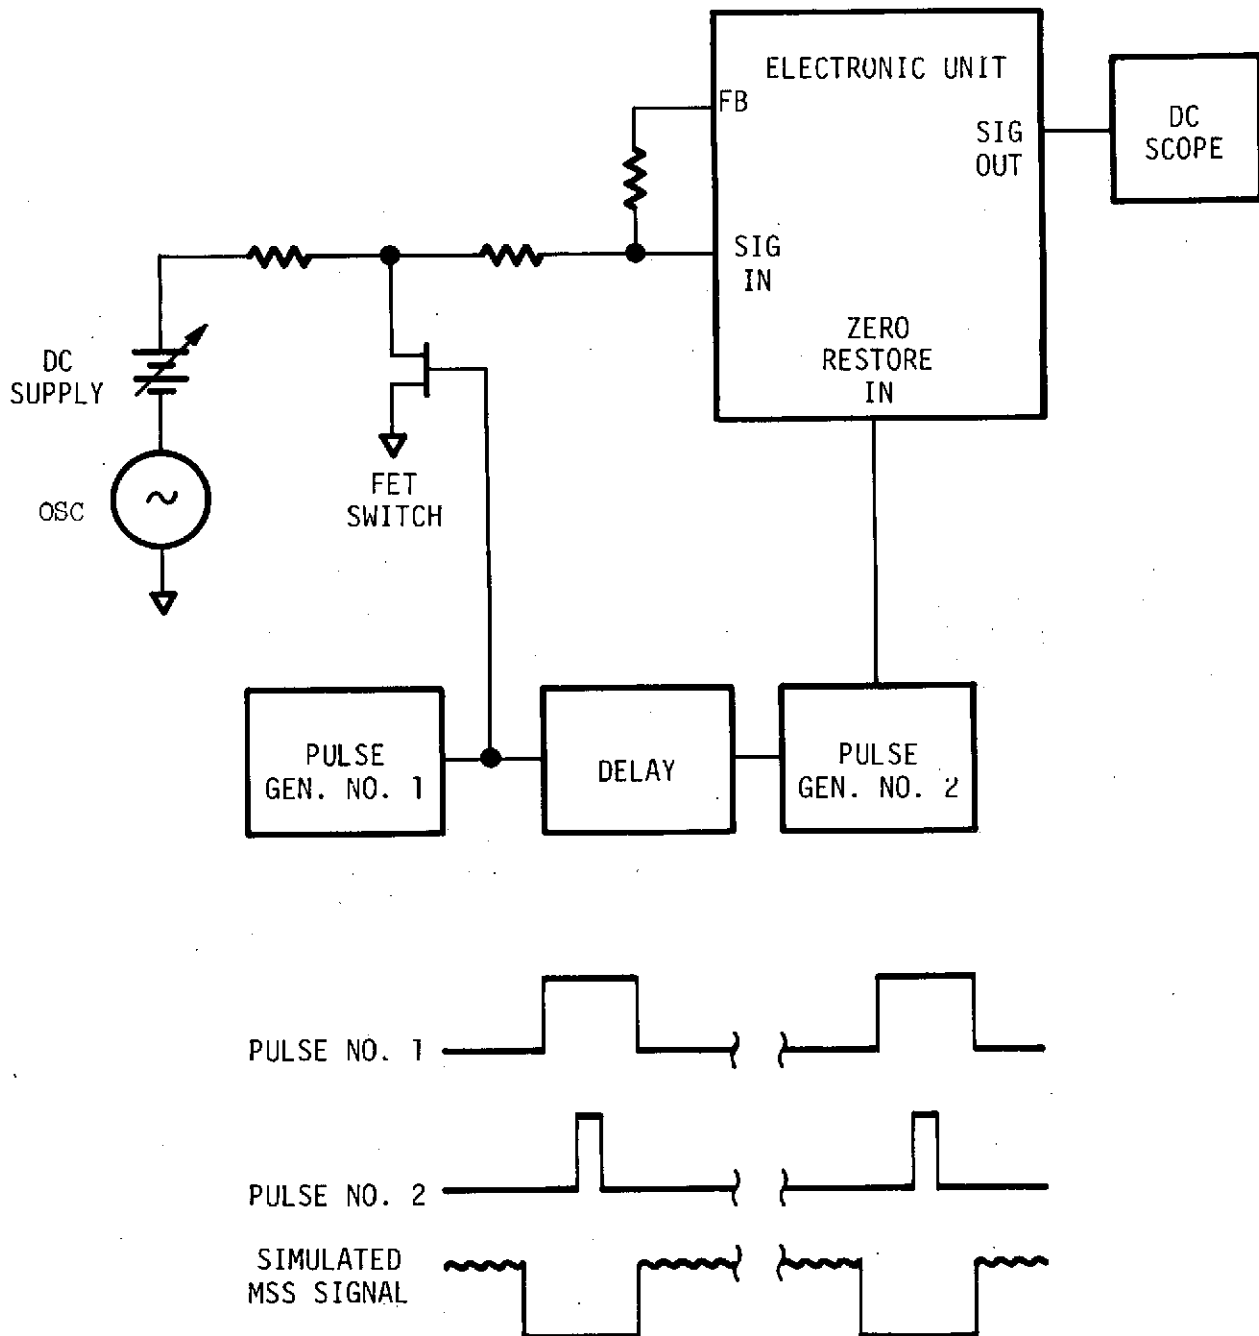 ELECTRONIC UNIT
FB
SIG
OUT
DC
SCOPE
SIG
IN
ZERO
RESTORE
IN
DC
SUPPLY
OSC
FET
SWITCH
PULSE
GEN. NO. 1
DELAY
PULSE
GEN. NO. 2
PULSE NO. 1
PULSE NO. 2
SIMULATED
MSS SIGNAL